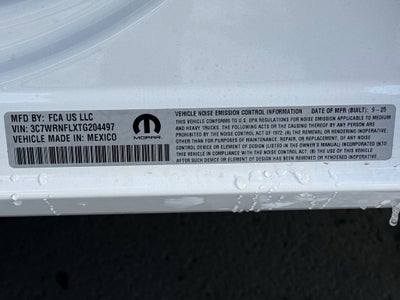 MFD BY: FCA US LLC
VIN: 3C7WRNFLXTG204497
VEHICLE MADE IN: MEXICO
MOPAR
VEHICLE NOISE EMISSION CONTROL INFORMATION DATE OF MFR (BUILT): 9-25
THIS VEHICLE CONFORMS TO U.S. EPA REGULATIONS FOR NOISE EMISSION APPLICABLE TO MEDIUM
AND HEAVY TRUCKS. THE FOLLOWING ACTS OR THE CAUSING THEREOF BY ANY PERSON ARE
PROHIBITED BY THE NOISE CONTROL ACT OF 1972: (A) THE REMOVAL OR RENDERING INOPERATIVE,
OTHER THAN FOR PURPOSES OF MAINTENANCE, REPAIR, OR REPLACEMENT, OF ANY NOISE
CONTROL DEVICE OR ELEMENT OF DESIGN (LISTED IN THE OWNER'S MANUAL) INCORPORATED INTO
THIS VEHICLE IN COMPLIANCE WITH THE NOISE CONTROL ACT; (B) THE USE OF THIS VEHICLE AFTER
SUCH DEVICE OR ELEMENT OF DESIGN HAS BEEN REMOVED OR RENDERED INOPERATIVE.